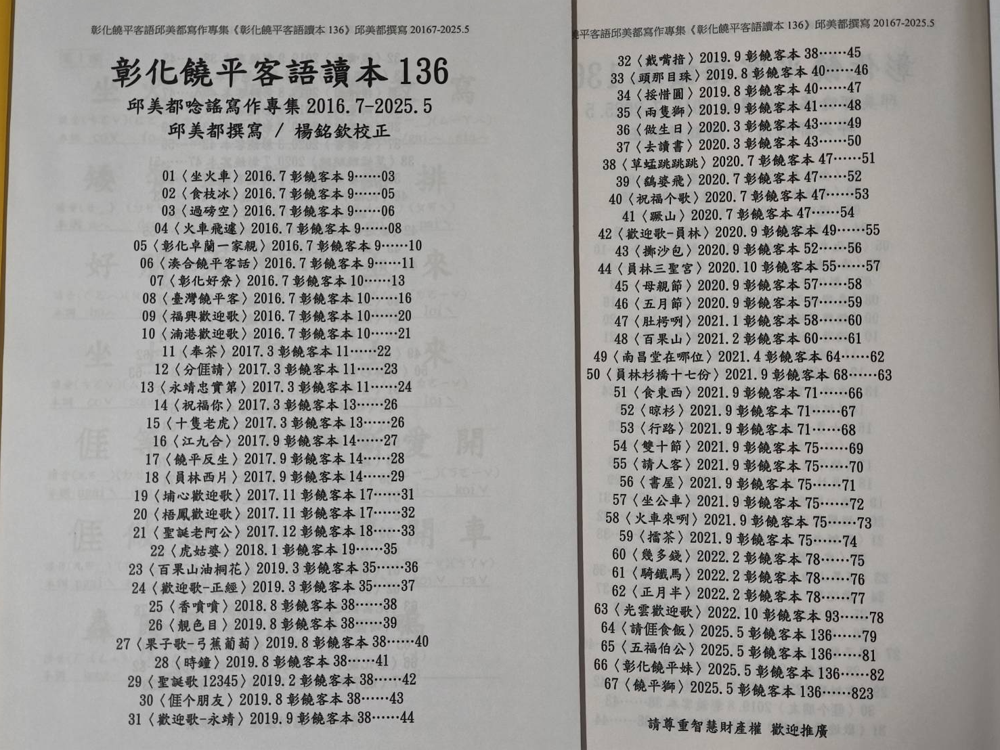 彰化饒平客語邱美都寫作專集《彰化饒平客語讀本 136》邱美都撰寫 20167-2025.5
彰化饒平客語讀本 136
邱美都唸謠寫作專集 2016.7-2025.5
邱美都撰寫 / 楊銘欽校正
01〈坐火車〉2016.7 彰饒客本 9……03
02〈食枝冰〉2016.7 彰饒客本 9……05
03〈過磅空〉2016.7 彰饒客本 9……06
04〈火車飛遽〉2016.7 彰饒客本 9……08
05〈彰化卓蘭一家親〉2016.7 彰饒客本 9……10
06〈湊合饒平客話〉2016.7 彰饒客本 9……11
07〈彰化好尞〉2016.7 彰饒客本 10……13
08〈臺灣饒平客〉2016.7 彰饒客本 10……16
09〈福興歡迎歌〉2016.7 彰饒客本 10……20
10〈湳港歡迎歌〉2016.7 彰饒客本 10……21
11〈奉茶〉2017.3 彰饒客本 11……22
12〈分𠊎請〉2017.3 彰饒客本 11……23
13〈永靖忠實第〉2017.3 彰饒客本 11……24
14〈祝福你〉2017.3 彰饒客本 13……26
15〈十隻老虎〉2017.3 彰饒客本 13……26
16〈江九合〉2017.9 彰饒客本 14……27
17〈饒平反生〉2017.9 彰饒客本 14……28
18〈員林西片〉2017.9 彰饒客本 14……29
19〈埔心歡迎歌〉2017.11 彰饒客本 17……31
20〈梧鳳歡迎歌〉2017.11 彰饒客本 17……32
21〈聖誕老阿公〉2017.12 彰饒客本 18……33
22〈虎姑婆〉2018.1 彰饒客本 19……35
23〈百果山油桐花〉2019.3 彰饒客本 35……36
24〈歡迎歌-正經〉2019.3 彰饒客本 35……37
25〈香噴噴〉2018.8 彰饒客本 38……38
26〈靚色目〉2019.8 彰饒客本 38……39
27〈果子歌-弓蕉葡萄〉2019.8 彰饒客本 38……40
28〈時鐘〉2019.8 彰饒客本 38……41
29〈聖誕歌 12345〉2019.2 彰饒客本 38……42
30〈𠊎个朋友〉2019.8 彰饒客本 38……43
31〈歡迎歌-永靖〉2019.9 彰饒客本 38……44
饒平客語邱美都寫作專集《彰化饒平客語讀本 136》邱美都撰寫 20167-2025.5
32〈戴嘴揞〉2019.9 彰饒客本 38……45
33〈頭那目珠〉2019.8 彰饒客本 40……46
34〈挼惜圓〉2019.8 彰饒客本 40……47
35〈兩隻獅〉2019.9 彰饒客本 41……48
36〈做生日〉2020.3 彰饒客本 43……49
37〈去讀書〉2020.3 彰饒客本 43……50
38〈草蜢跳跳跳〉2020.7 彰饒客本 47……51
39〈鷂婆飛〉2020.7 彰饒客本 47……52
40〈祝福个歌〉2020.7 彰饒客本 47……53
41〈蹶山〉2020.7 彰饒客本 47……54
42〈歡迎歌-員林〉2020.9 彰饒客本 49……55
43〈擲沙包〉2020.9 彰饒客本 52……56
44〈員林三聖宮〉2020.10 彰饒客本 55……57
45〈母親節〉2020.9 彰饒客本 57……58
46〈五月節〉2020.9 彰饒客本 57……59
47〈肚枵咧〉2021.1 彰饒客本 58……60
48〈百果山〉2021.2 彰饒客本 60……61
49〈南昌堂在哪位〉2021.4 彰饒客本 64……62
50〈員林杉橋十七份〉2021.9 彰饒客本 68……63
51〈食東西〉2021.9 彰饒客本 71……66
52〈晾杉〉2021.9 彰饒客本 71……67
53〈行路〉2021.9 彰饒客本 71……68
54〈雙十節〉2021.9 彰饒客本 75……69
55〈請人客〉2021.9 彰饒客本 75……70
56〈書屋〉2021.9 彰饒客本 75……71
57〈坐公車〉2021.9 彰饒客本 75……72
58〈火車來咧〉2021.9 彰饒客本 75……73
59〈擂茶〉2021.9 彰饒客本 75……74
60〈幾多錢〉2022.2 彰饒客本 78……75
61〈騎鐵馬〉2022.2 彰饒客本 78……76
62〈正月半〉2022.2 彰饒客本 78……77
63〈光雲歡迎歌〉2022.10 彰饒客本 93……78
64〈請𠊎食飯〉2025.5 彰饒客本 136……79
65〈五福伯公〉2025.5 彰饒客本 136……81
66〈彰化饒平妹〉2025.5 彰饒客本 136……82
67〈饒平獅〉2025.5 彰饒客本 136……823
請尊重智慧財產權 歡迎推廣